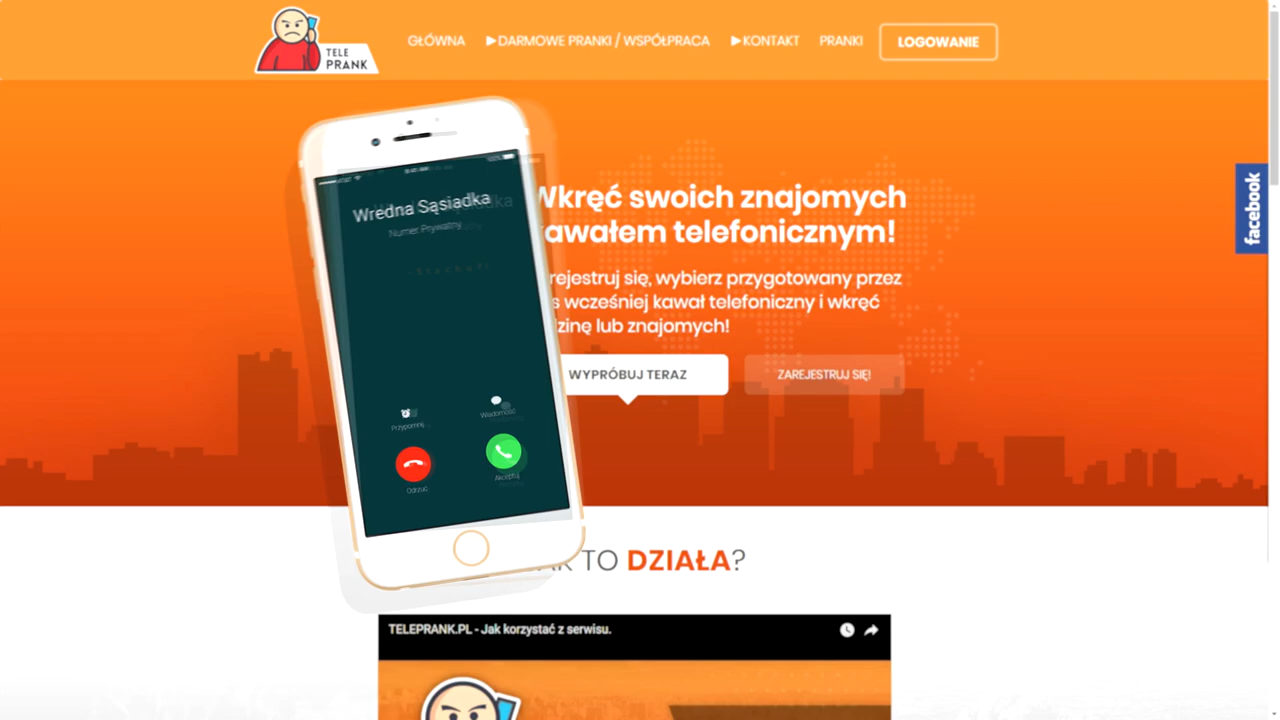 TELE
PRANK
GŁÓWNA
DARMOWE PRANKI / WSPÓŁPRACA
KONTAKT
PRANKI
LOGOWANIE
facebook
Wredna Sąsiadka
Numer Prywatny
Przypomnij
Wiadomość
Odrzuć
Akceptuj
Wkręć swoich znajomych
awałem telefonicznym!
rejestruj się, wybierz przygotowany przez
s wcześniej kawał telefoniczny i wkręć
dzinę lub znajomych!
WYPRÓBUJ TERAZ
ZAREJESTRUJ SIĘ!
JAK TO DZIAŁA?
TELEPRANK.PL - Jak korzystać z serwisu.